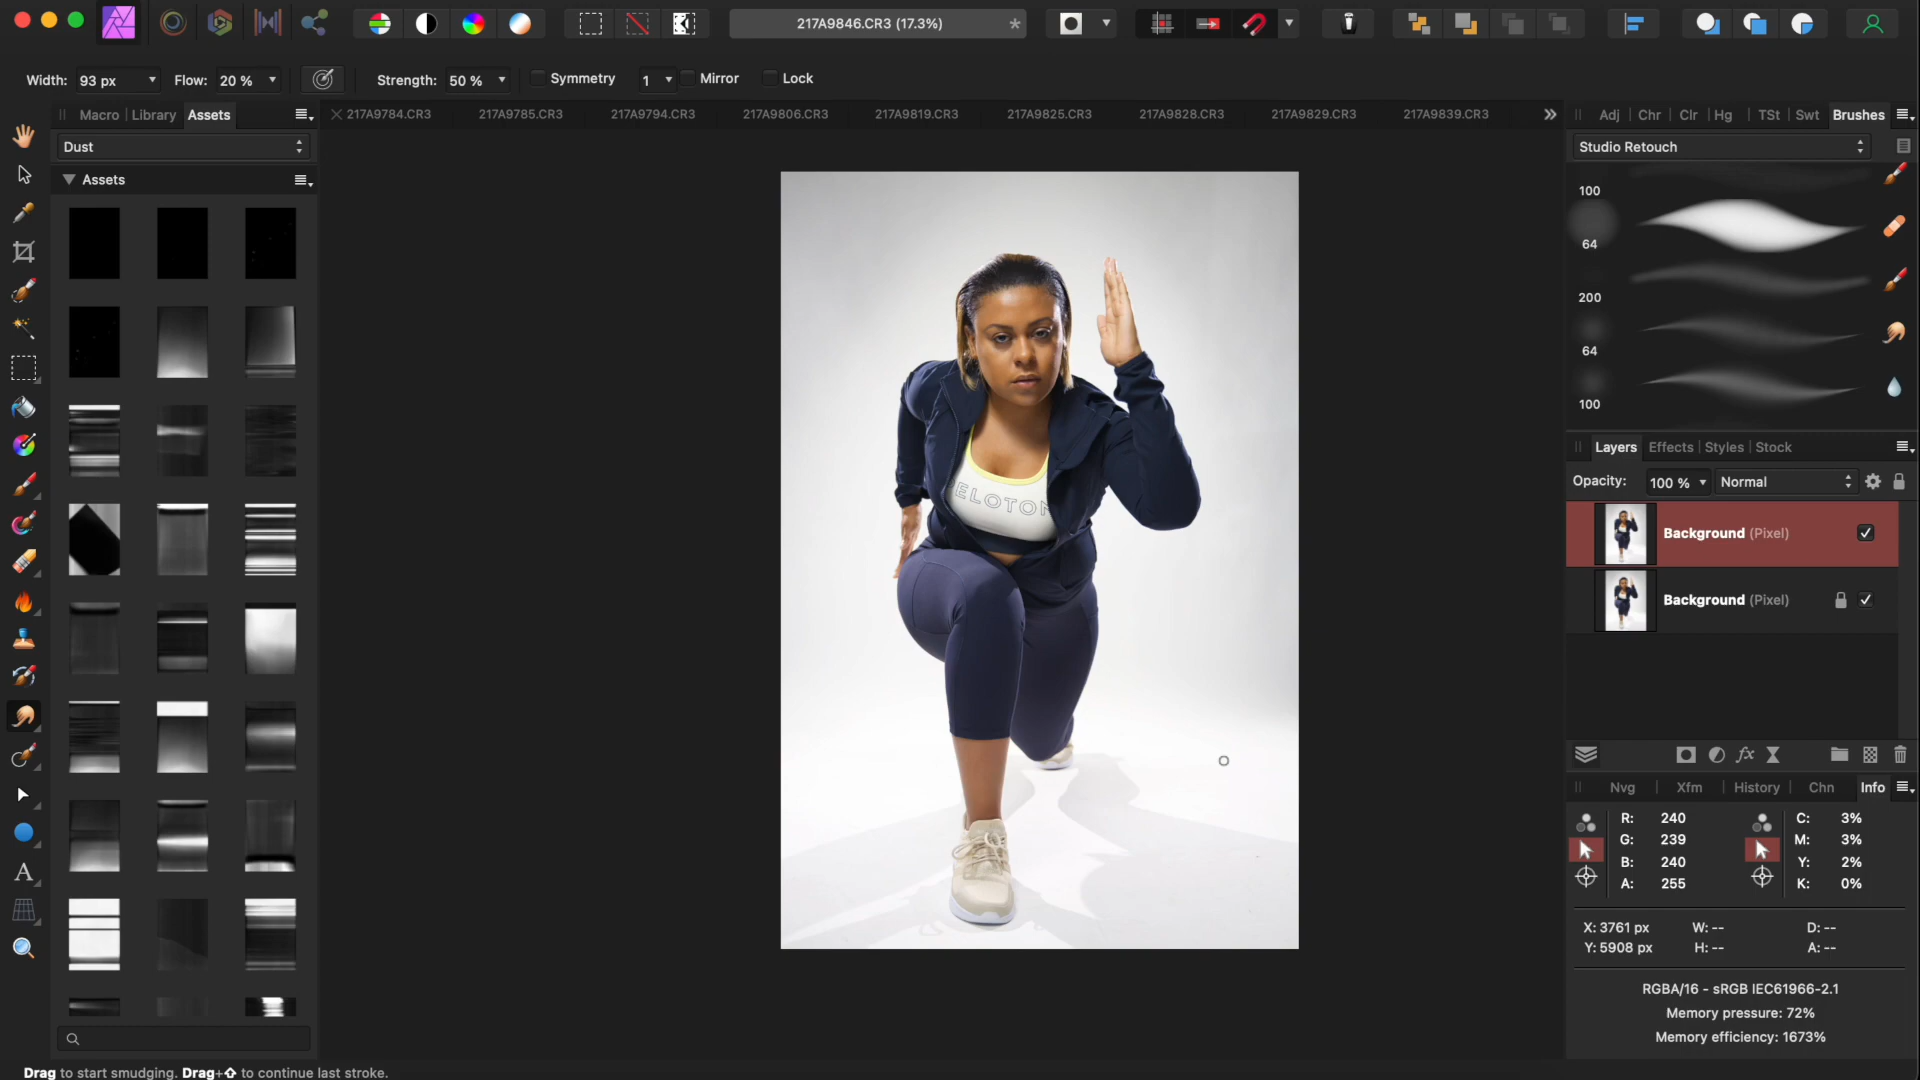 217A9846.CR3 (17.3%)
*
Width: 93 px Flow: 20 % Strength: 50 % Symmetry 1 Mirror Lock
Macro Library Assets
217A9784.CR3 217A9785.CR3 217A9794.CR3 217A9806.CR3 217A9819.CR3 217A9825.CR3 217A9828.CR3 217A9829.CR3 217A9839.CR3
Adj Chr Clr Hg TSt Swt Brushes
Dust
Studio Retouch
Assets
100
64
200
64
100
ELOTON
Layers Effects Styles Stock
Opacity: 100 % Normal
Background (Pixel)
Background (Pixel)
fx
Nvg Xfm History Chn Info
R: 240 C: 3%
G: 239 M: 3%
B: 240 Y: 2%
A: 255 K: 0%
A
X: 3761 px W: -- D: --
Y: 5908 px H: -- A: --
RGBA/16 - sRGB IEC61966-2.1
Memory pressure: 72%
Memory efficiency: 1673%
Drag to start smudging. Drag+⇧ to continue last stroke.